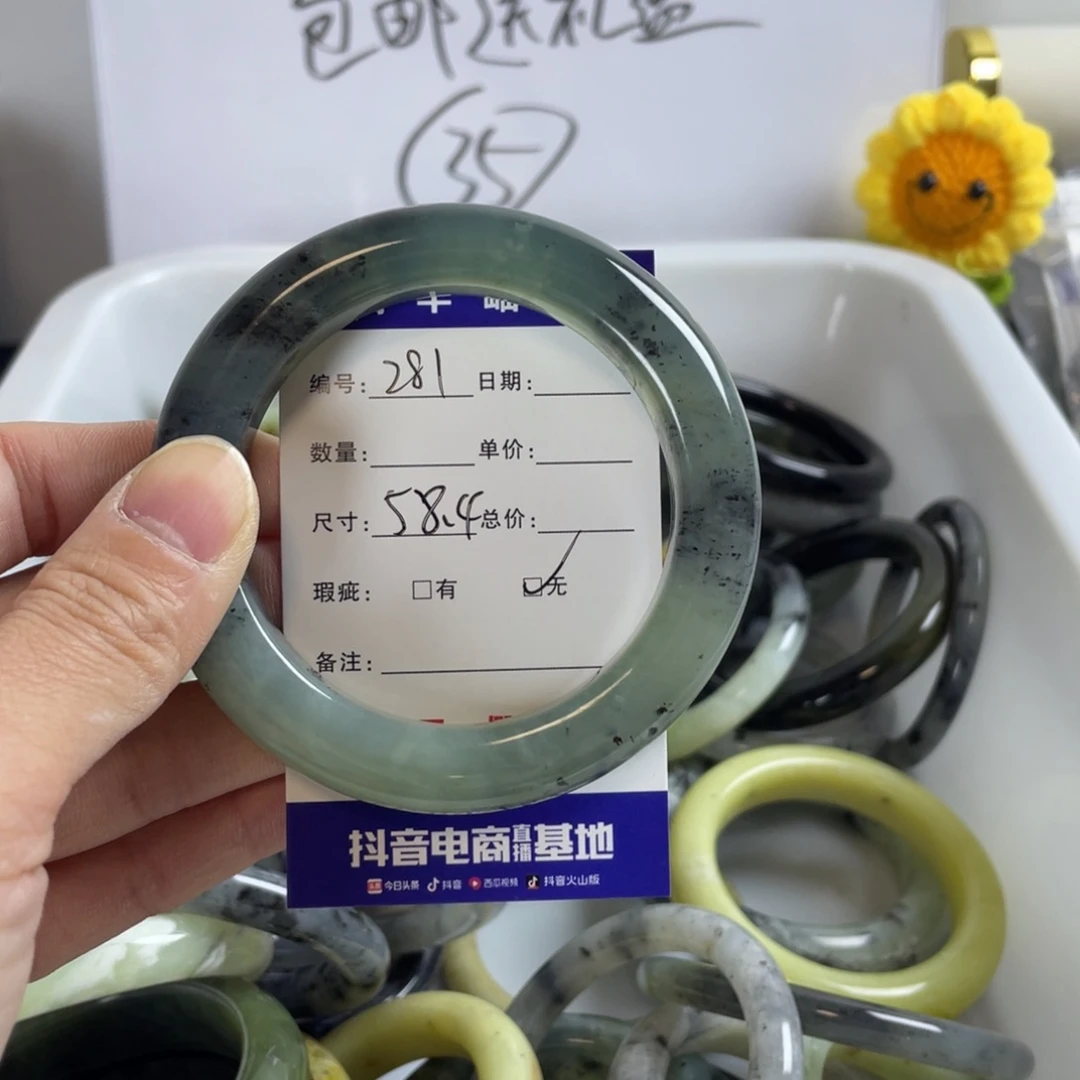 包邮送礼盒
35
编号: 281 日期:
数量: 单价:
尺寸: 58.4 总价:
瑕疵: □有 ☑无
备注:
抖音电商直播基地
今日头条 抖音 西瓜视频 抖音火山版